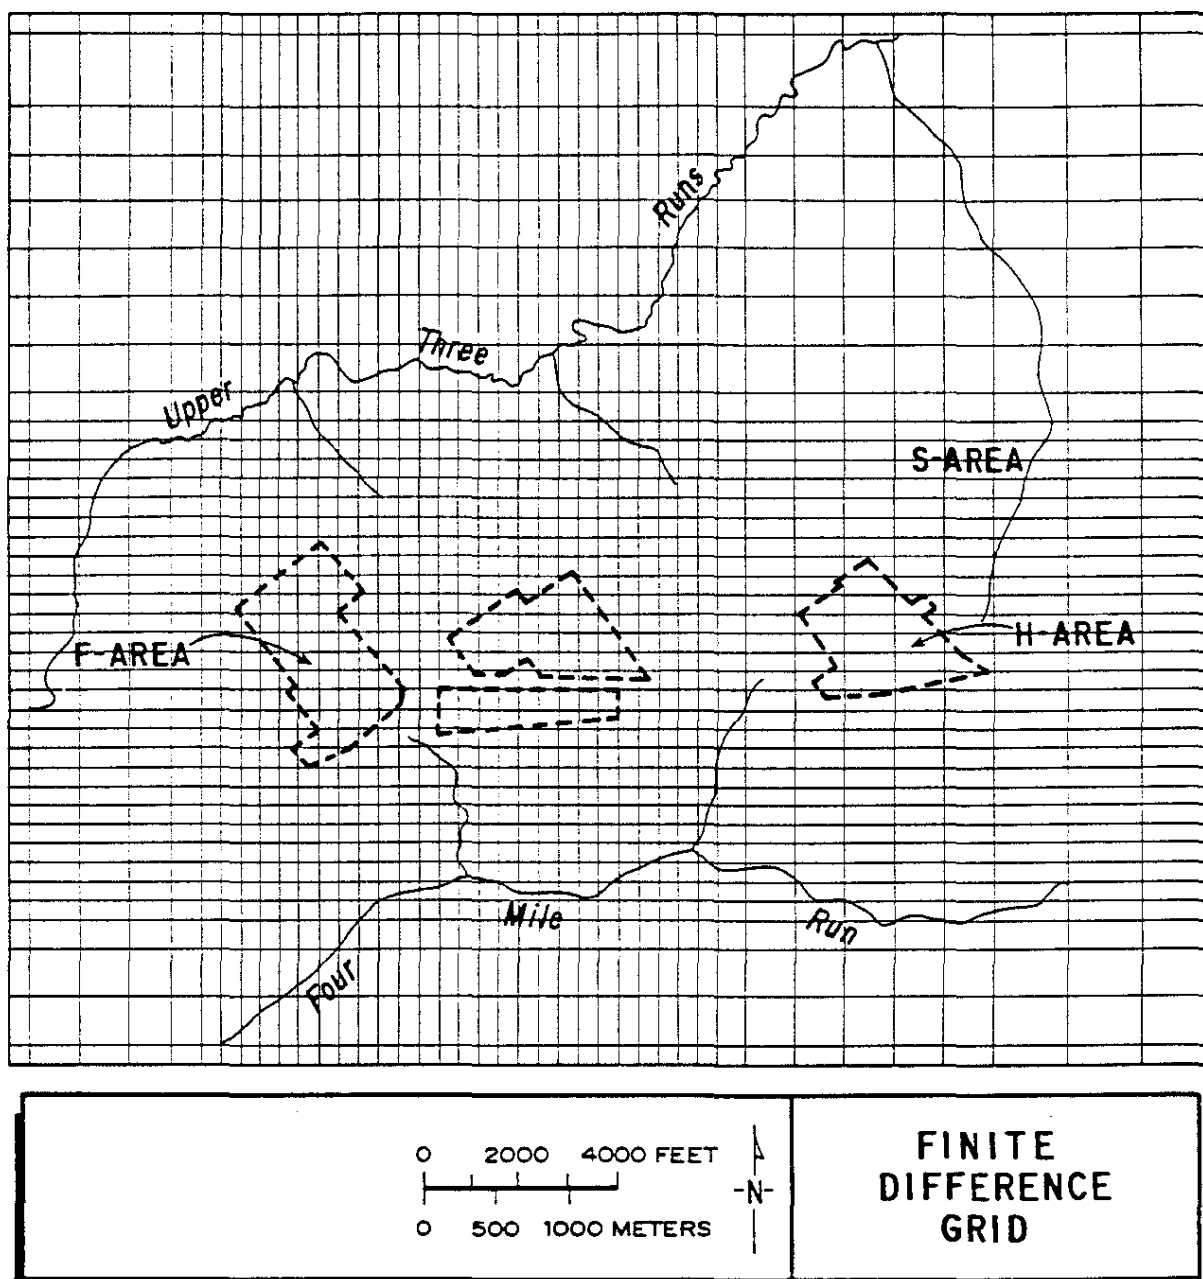 Runs
Three
Upper
S-AREA
F-AREA
H-AREA
Mile
Run
Four
0 2000 4000 FEET
0 500 1000 METERS
-N-
FINITE
DIFFERENCE
GRID